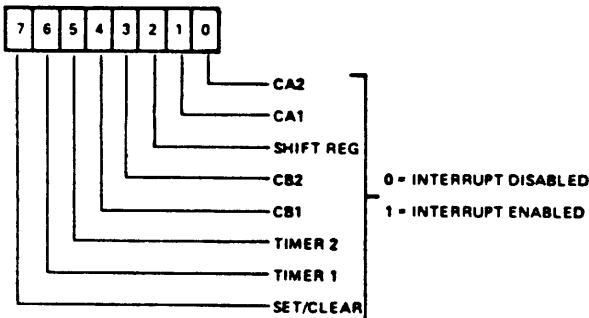 7 6 5 4 3 2 1 0
CA2
CA1
SHIFT REG
CB2
CB1
TIMER 2
TIMER 1
SET/CLEAR
0 = INTERRUPT DISABLED
1 = INTERRUPT ENABLED